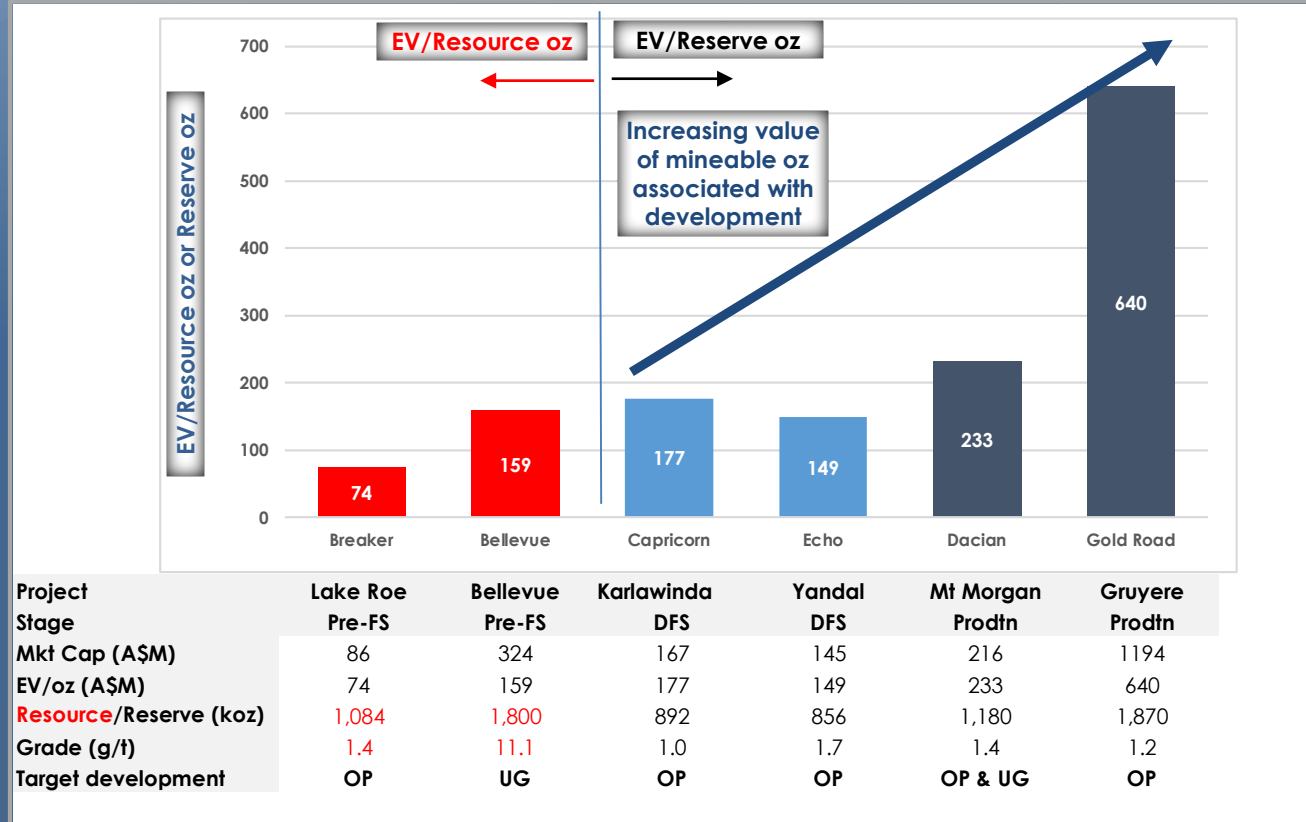 EV/Resource oz
EV/Reserve oz
Increasing value
of mineable oz
associated with
development
EV/Resource oz or Reserve oz
700
600
500
400
300
200
100
0
74
159
177
149
233
640
Breaker Bellevue Capricorn Echo Dacian Gold Road
Project Lake Roe Bellevue Karlawinda Yandal Mt Morgan Gruyere
Stage Pre-FS Pre-FS DFS DFS Prodtn Prodtn
Mkt Cap (A$M) 86 324 167 145 216 1194
EV/oz (A$M) 74 159 177 149 233 640
Resource/Reserve (koz) 1,084 1,800 892 856 1,180 1,870
Grade (g/t) 1.4 11.1 1.0 1.7 1.4 1.2
Target development OP UG OP OP OP & UG OP